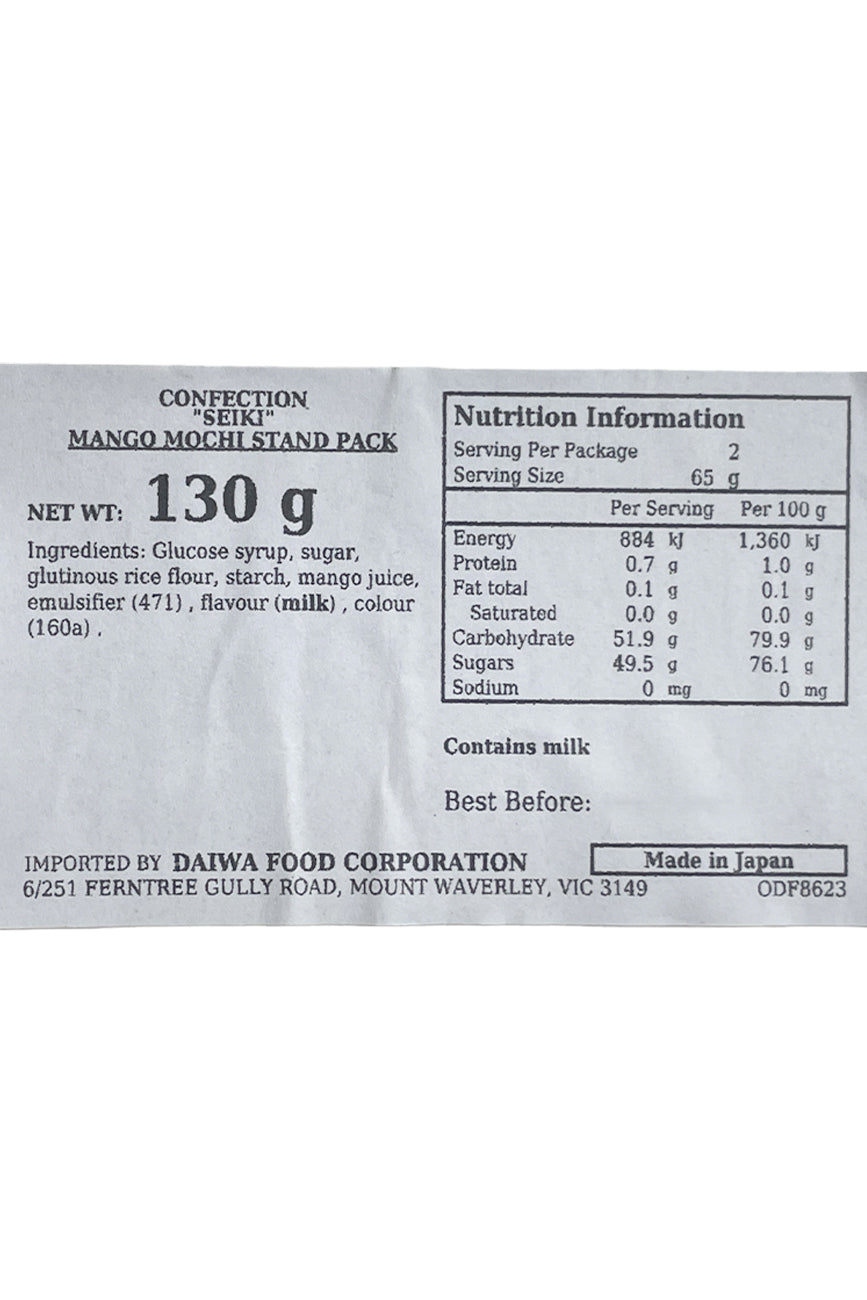 CONFECTION
"SEIKI"
MANGO MOCHI STAND PACK
NET WT: 130 g
Ingredients: Glucose syrup, sugar,
glutinous rice flour, starch, mango juice,
emulsifier (471) , flavour (milk) , colour
(160a) .
Nutrition Information
Serving Per Package 2
Serving Size 65 g
Per Serving Per 100 g
Energy 884 kJ 1,360 kJ
Protein 0.7 g 1.0 g
Fat total 0.1 g 0.1 g
Saturated 0.0 g 0.0 g
Carbohydrate 51.9 g 79.9 g
Sugars 49.5 g 76.1 g
Sodium 0 mg 0 mg
Contains milk
Best Before:
IMPORTED BY DAIWA FOOD CORPORATION
6/251 FERNTREE GULLY ROAD, MOUNT WAVERLEY, VIC 3149
Made in Japan
ODF8623